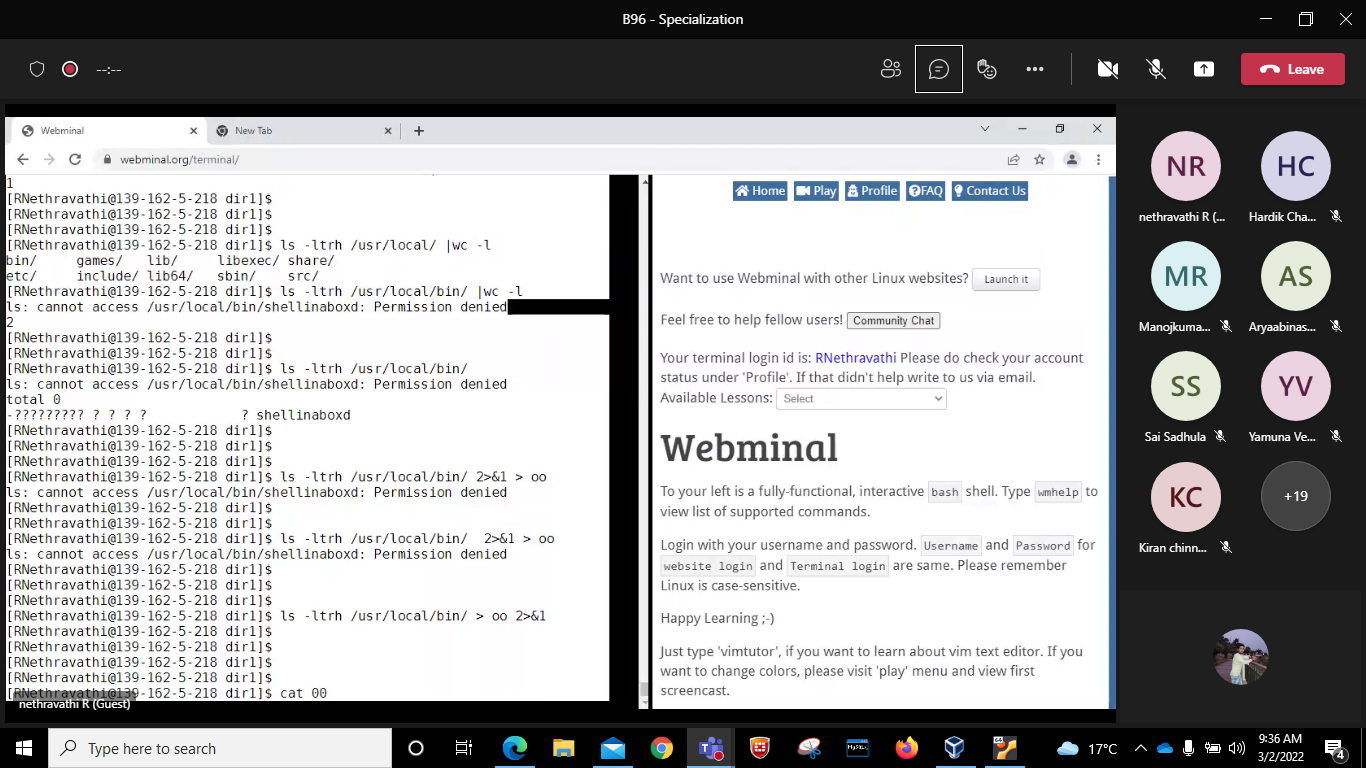 B96 - Specialization
--:--
Leave
Webminal
New Tab
webminal.org/terminal/
1
[RNethravathi@139-162-5-218 dir1]$
[RNethravathi@139-162-5-218 dir1]$
[RNethravathi@139-162-5-218 dir1]$
[RNethravathi@139-162-5-218 dir1]$ ls -ltrh /usr/local/ |wc -l
bin/ games/ lib/ libexec/ share/
etc/ include/ lib64/ sbin/ src/
[RNethravathi@139-162-5-218 dir1]$ ls -ltrh /usr/local/bin/ |wc -l
ls: cannot access /usr/local/bin/shellinaboxd: Permission denied
2
[RNethravathi@139-162-5-218 dir1]$
[RNethravathi@139-162-5-218 dir1]$
[RNethravathi@139-162-5-218 dir1]$ ls -ltrh /usr/local/bin/
ls: cannot access /usr/local/bin/shellinaboxd: Permission denied
total 0
-????????? ? ? ? ? ? shellinaboxd
[RNethravathi@139-162-5-218 dir1]$
[RNethravathi@139-162-5-218 dir1]$
[RNethravathi@139-162-5-218 dir1]$
[RNethravathi@139-162-5-218 dir1]$ ls -ltrh /usr/local/bin/ 2>&1 > oo
ls: cannot access /usr/local/bin/shellinaboxd: Permission denied
[RNethravathi@139-162-5-218 dir1]$
[RNethravathi@139-162-5-218 dir1]$
[RNethravathi@139-162-5-218 dir1]$ ls -ltrh /usr/local/bin/  2>&1 > oo
ls: cannot access /usr/local/bin/shellinaboxd: Permission denied
[RNethravathi@139-162-5-218 dir1]$
[RNethravathi@139-162-5-218 dir1]$
[RNethravathi@139-162-5-218 dir1]$
[RNethravathi@139-162-5-218 dir1]$ ls -ltrh /usr/local/bin/ > oo 2>&1
[RNethravathi@139-162-5-218 dir1]$
[RNethravathi@139-162-5-218 dir1]$
[RNethravathi@139-162-5-218 dir1]$
[RNethravathi@139-162-5-218 dir1]$
[RNethravathi@139-162-5-218 dir1]$ cat 00
nethravathi R (Guest)
Home Play Profile FAQ Contact Us
Want to use Webminal with other Linux websites? Launch it
Feel free to help fellow users! Community Chat
Your terminal login id is: RNethravathi Please do check your account
status under 'Profile'. If that didn't help write to us via email.
Available Lessons: Select
Webminal
To your left is a fully-functional, interactive bash shell. Type wmhelp to
view list of supported commands.
Login with your username and password. Username and Password for
website login and Terminal login are same. Please remember
Linux is case-sensitive.
Happy Learning ;-)
Just type 'vimtutor', if you want to learn about vim text editor. If you
want to change colors, please visit 'play' menu and view first
screencast.
NR HC
nethravathi R (... Hardik Cha...
MR AS
Manojkuma... Aryaabinas...
SS YV
Sai Sadhula Yamuna Ve...
KC +19
Kiran chinn...
Type here to search
MySQL
64
17°C
9:36 AM
3/2/2022
4